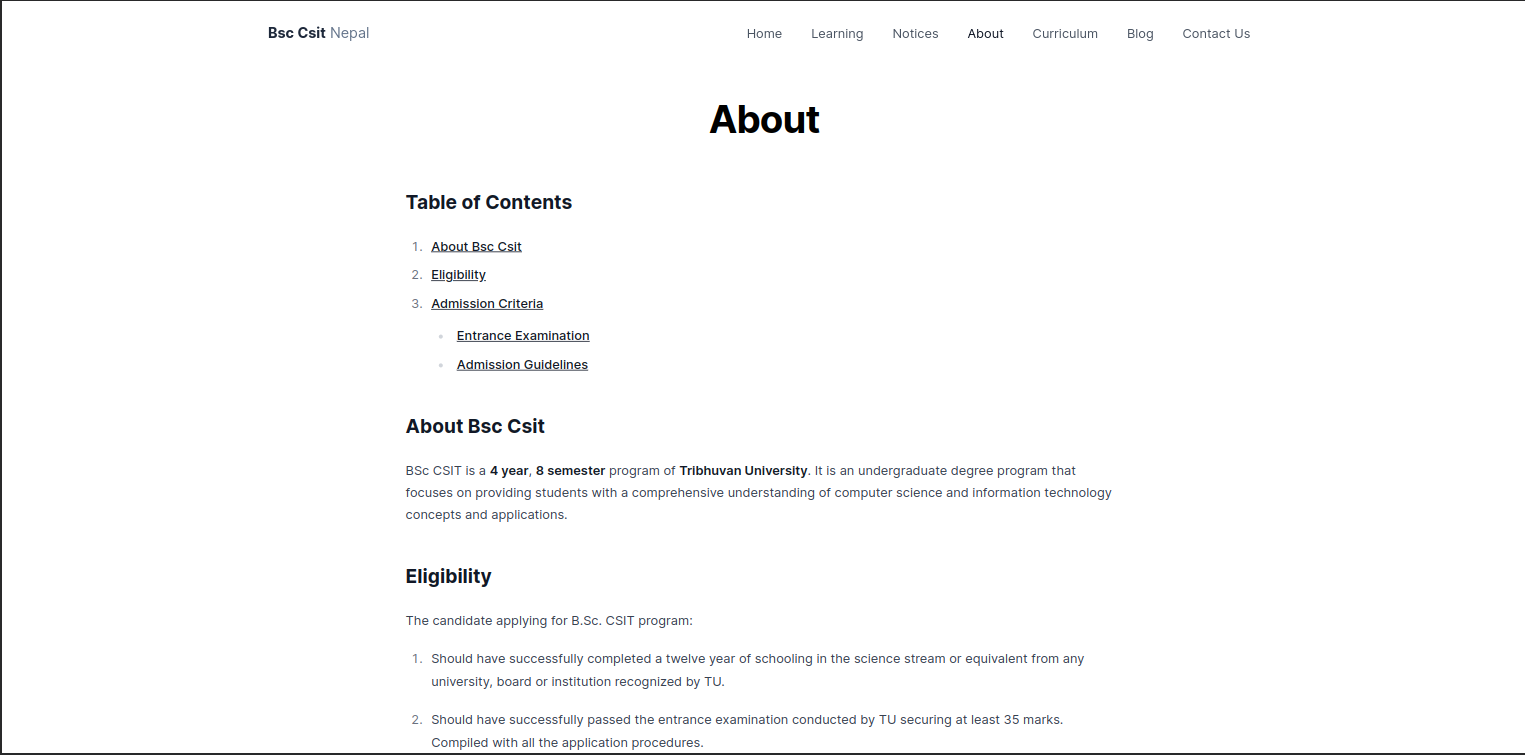 Bsc Csit Nepal
Home Learning Notices About Curriculum Blog Contact Us
About
Table of Contents
1. About Bsc Csit
2. Eligibility
3. Admission Criteria
• Entrance Examination
• Admission Guidelines
About Bsc Csit
BSc CSIT is a 4 year, 8 semester program of Tribhuvan University. It is an undergraduate degree program that
focuses on providing students with a comprehensive understanding of computer science and information technology
concepts and applications.
Eligibility
The candidate applying for B.Sc. CSIT program:
1. Should have successfully completed a twelve year of schooling in the science stream or equivalent from any
university, board or institution recognized by TU.
2. Should have successfully passed the entrance examination conducted by TU securing at least 35 marks.
Compiled with all the application procedures.